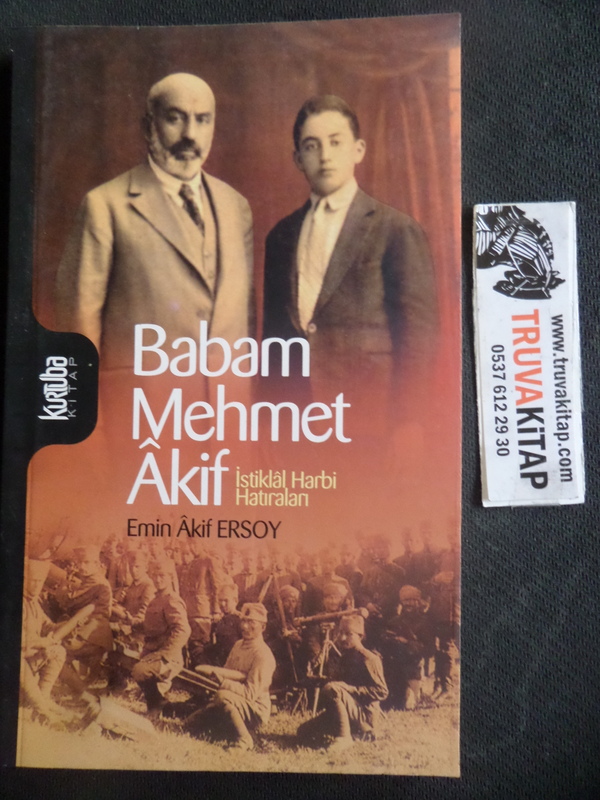 Kurtuba
KİTAP
Babam
Mehmet
Âkif
İstiklâl Harbi
Hatıraları
Emin Âkif ERSOY
www.truvakitap.com
TRUVAKİTAP
0537 612 29 30